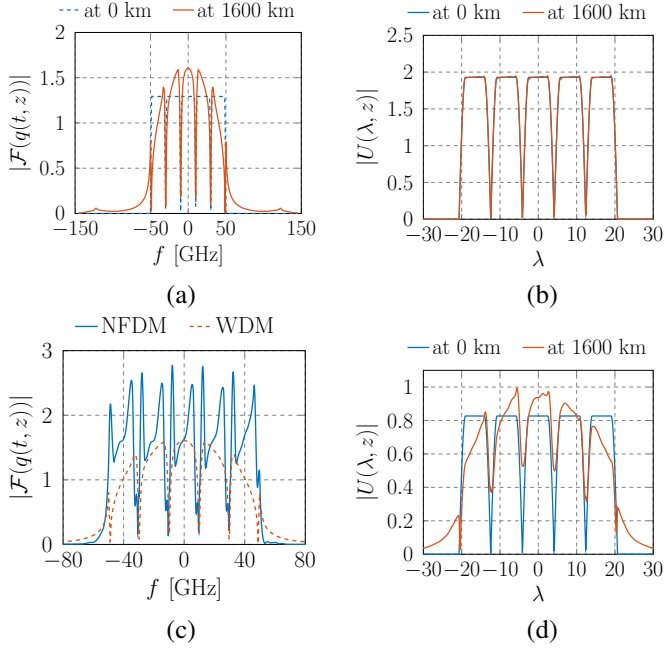 at 0 km at 1600 km
|F(q(t, z))|
2
1.5
1
0.5
0
−150 −50 0 50 150
f [GHz]
(a)
at 0 km at 1600 km
|U(λ, z)|
2.5
2
1.5
1
0.5
0
−30 −20 −10 0 10 20 30
λ
(b)
NFDM WDM
|F(q(t, z))|
3
2
1
0
−80 −40 0 40 80
f [GHz]
(c)
at 0 km at 1600 km
|U(λ, z)|
1
0.8
0.6
0.4
0.2
0
−30 −20 −10 0 10 20 30
λ
(d)